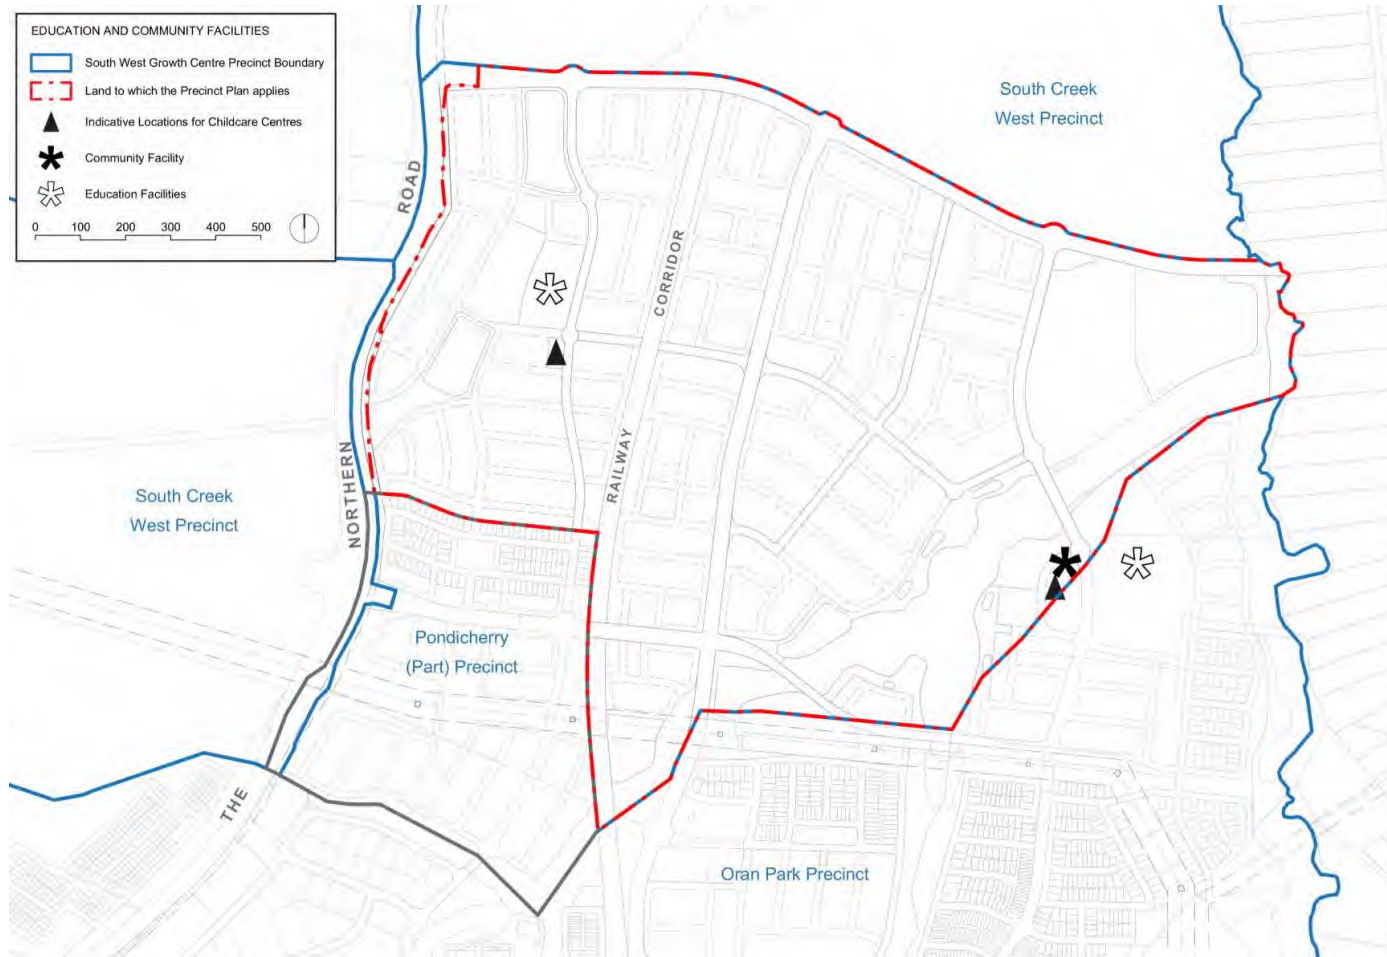 EDUCATION AND COMMUNITY FACILITIES
South West Growth Centre Precinct Boundary
Land to which the Precinct Plan applies
Indicative Locations for Childcare Centres
Community Facility
Education Facilities
0 100 200 300 400 500
South Creek
West Precinct
ROAD
CORRIDOR
RAILWAY
NORTHERN
South Creek
West Precinct
Pondicherry
(Part) Precinct
THE
Oran Park Precinct